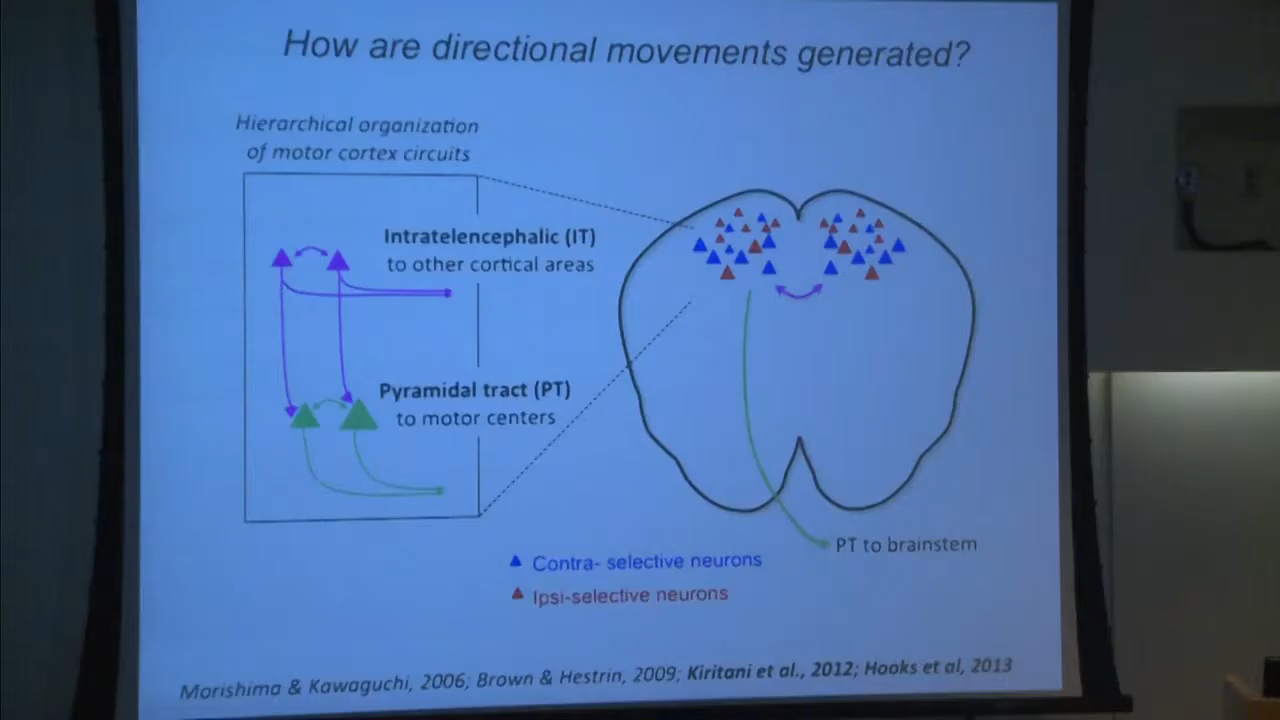 How are directional movements generated?
Hierarchical organization
of motor cortex circuits
Intratelencephalic (IT)
to other cortical areas
Pyramidal tract (PT)
to motor centers
PT to brainstem
Contra- selective neurons
Ipsi-selective neurons
Morishima & Kawaguchi, 2006; Brown & Hestrin, 2009; Kiritani et al., 2012; Hooks et al, 2013